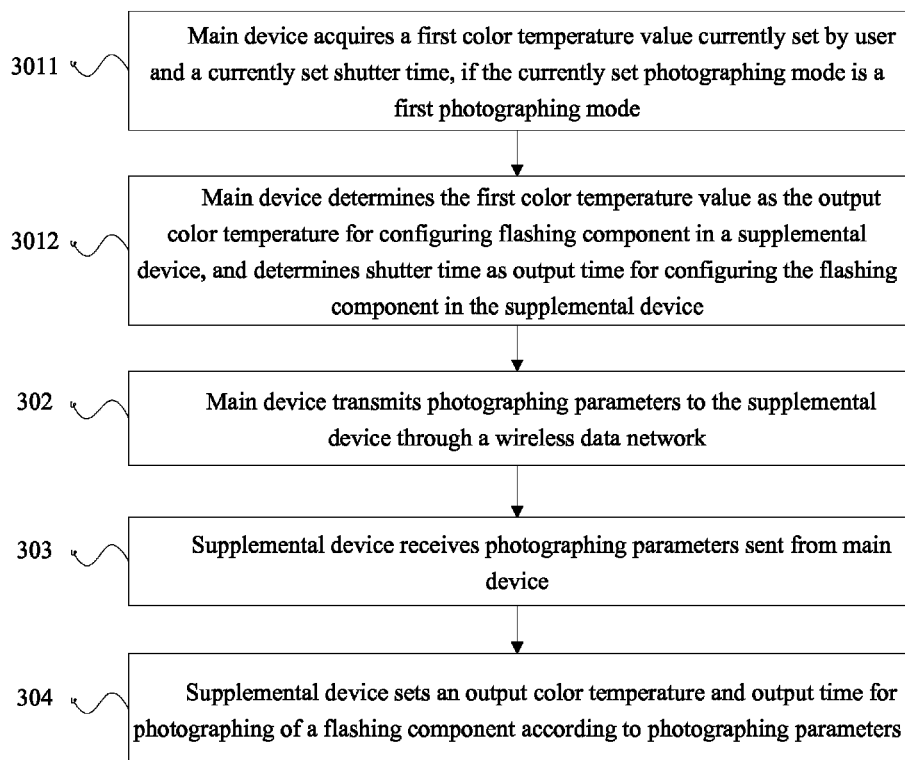 3011
Main device acquires a first color temperature value currently set by user
and a currently set shutter time, if the currently set photographing mode is a
first photographing mode
3012
Main device determines the first color temperature value as the output
color temperature for configuring flashing component in a supplemental
device, and determines shutter time as output time for configuring the flashing
component in the supplemental device
302
Main device transmits photographing parameters to the supplemental
device through a wireless data network
303
Supplemental device receives photographing parameters sent from main
device
304
Supplemental device sets an output color temperature and output time for
photographing of a flashing component according to photographing parameters